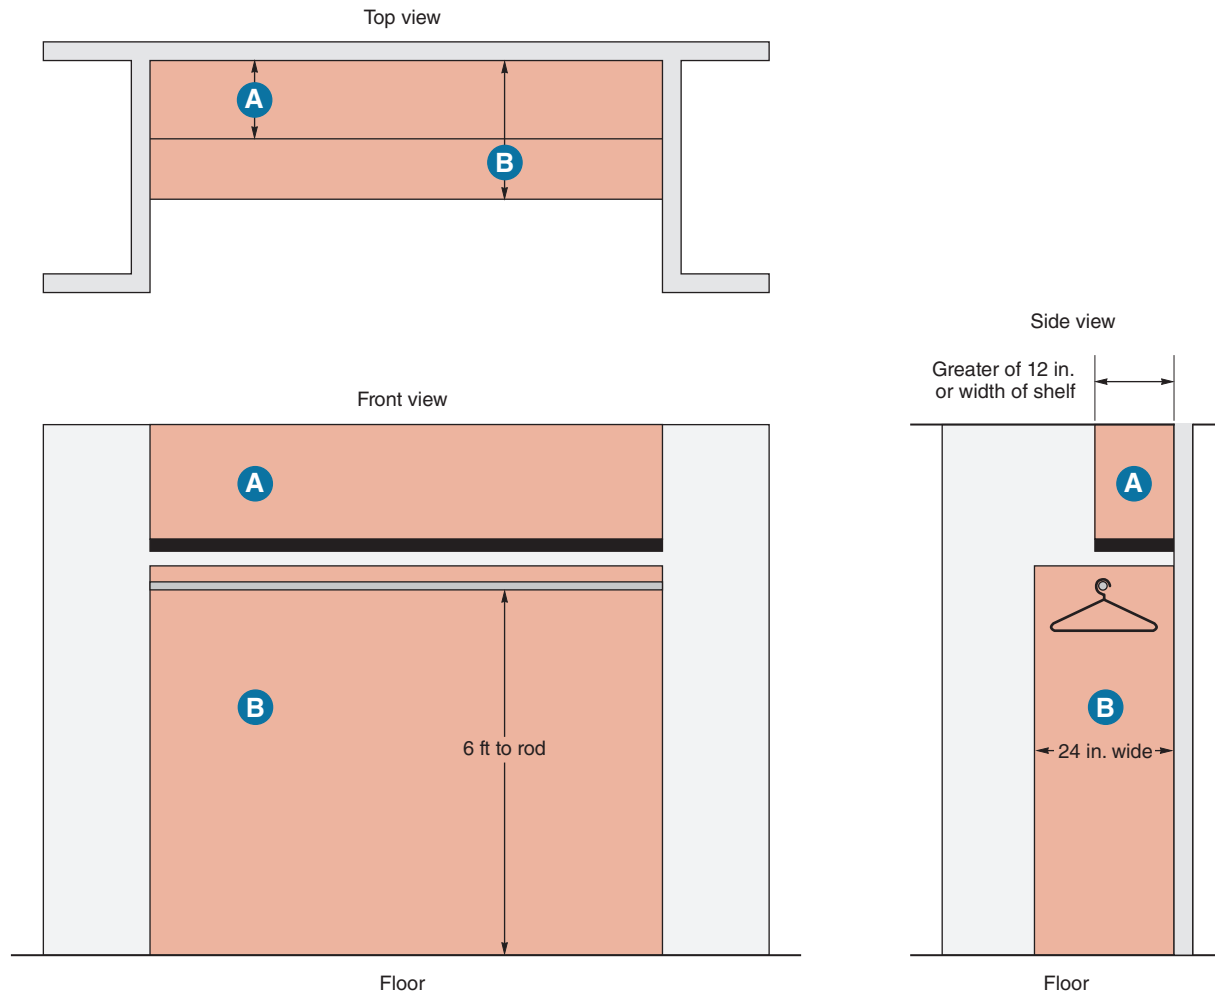 Top view
A
B
Side view
Greater of 12 in.
or width of shelf
Front view
A
A
B
B
6 ft to rod
24 in. wide
Floor
Floor